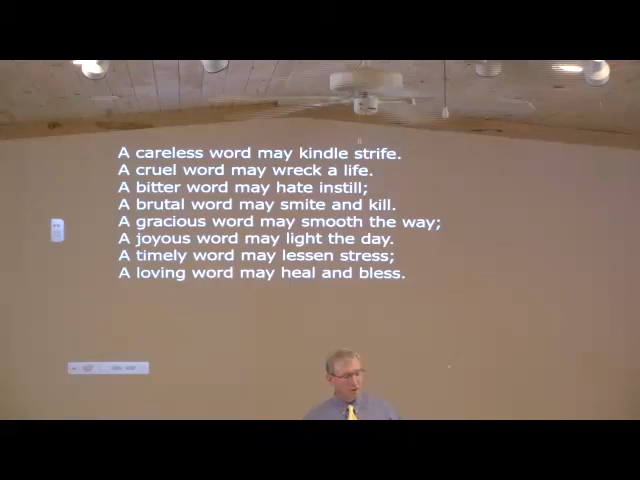 A careless word may kindle strife.
A cruel word may wreck a life.
A bitter word may hate instill;
A brutal word may smite and kill.
A gracious word may smooth the way;
A joyous word may light the day.
A timely word may lessen stress;
A loving word may heal and bless.